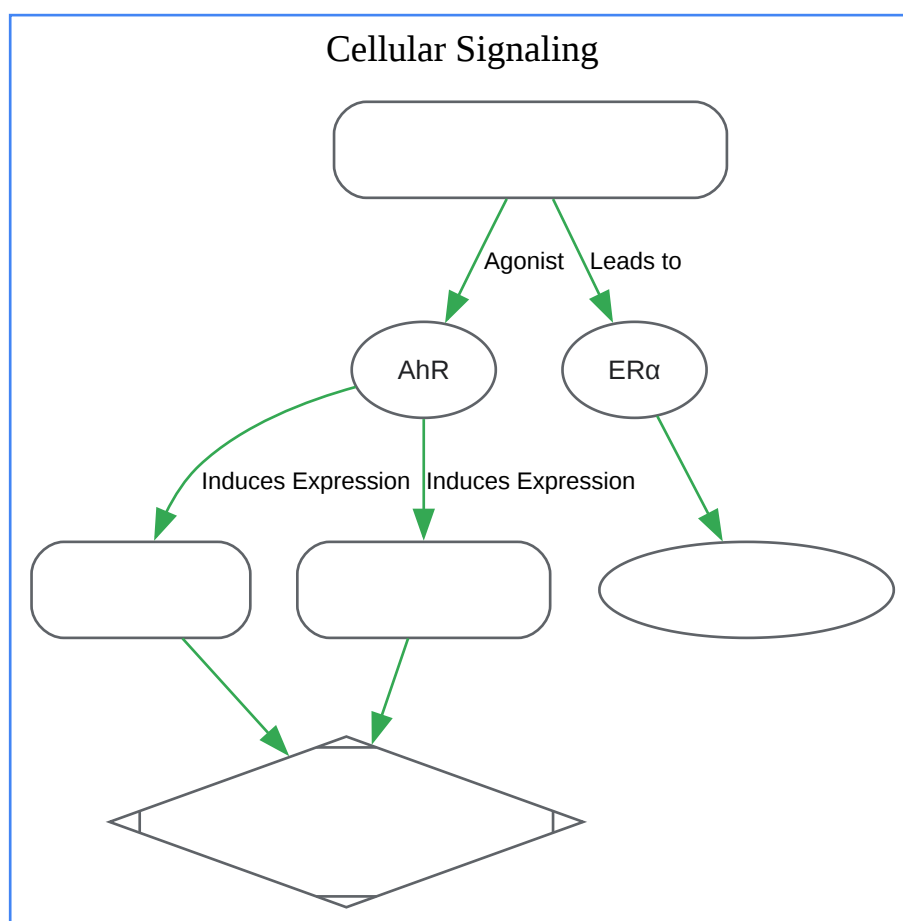 Cellular Signaling
Agonist
Leads to
AhR
ERα
Induces Expression
Induces Expression